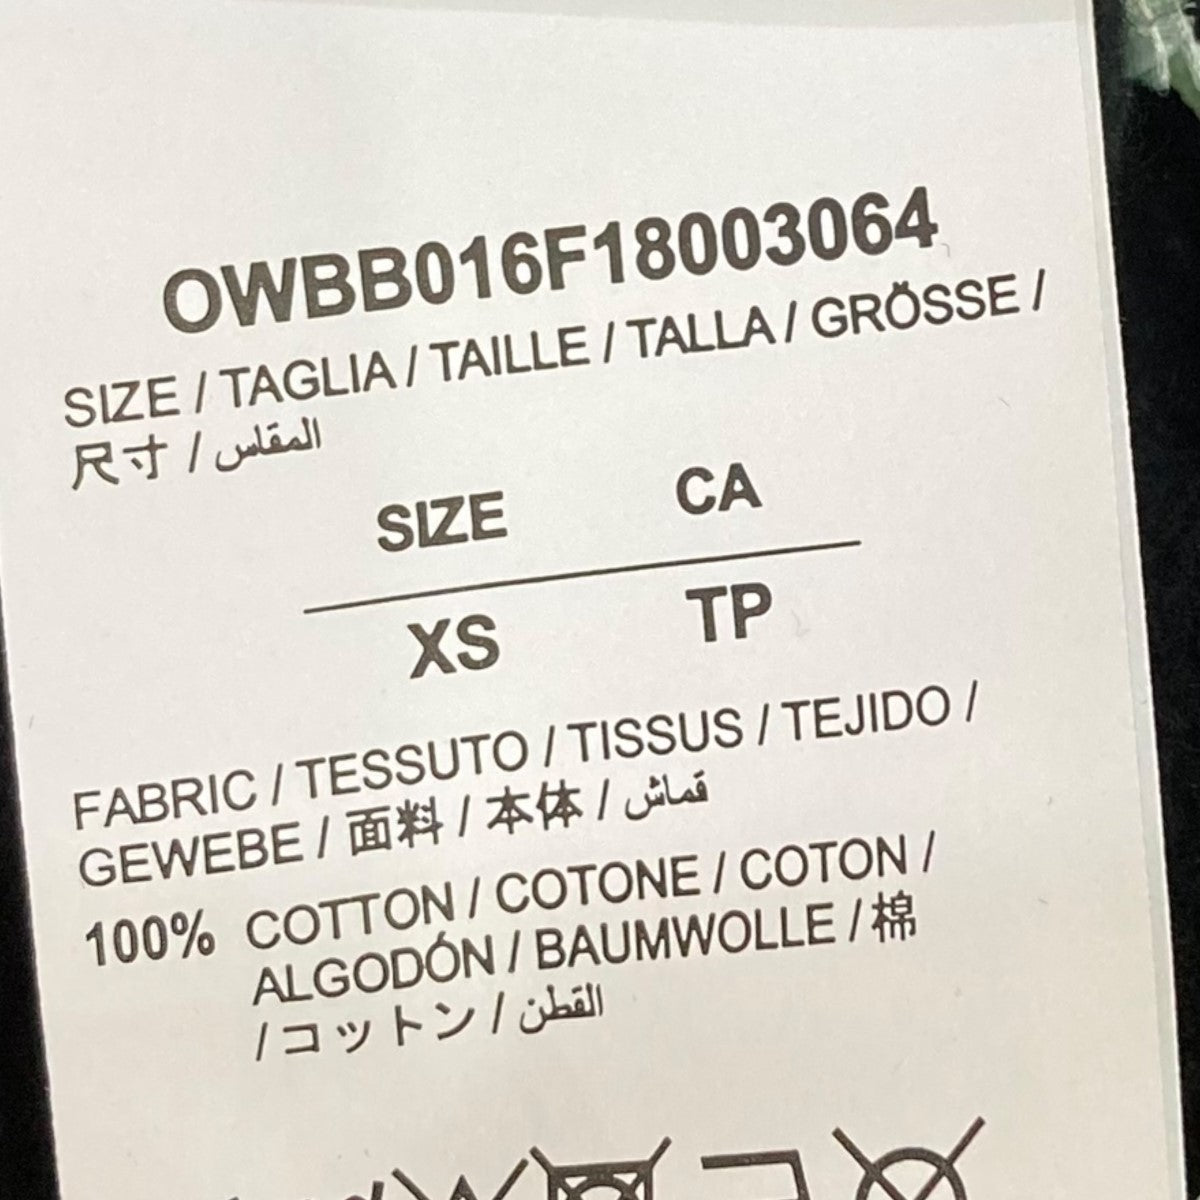 OWBB016F18003064
SIZE / TAGLIA / TAILLE / TALLA / GRÖSSE /
尺寸 / المقاس
SIZE CA
XS TP
FABRIC / TESSUTO / TISSUS / TEJIDO /
GEWEBE / 面料 / 本体 / قماش
100% COTTON / COTONE / COTON /
ALGODÓN / BAUMWOLLE / 棉
/ コットン / القطن